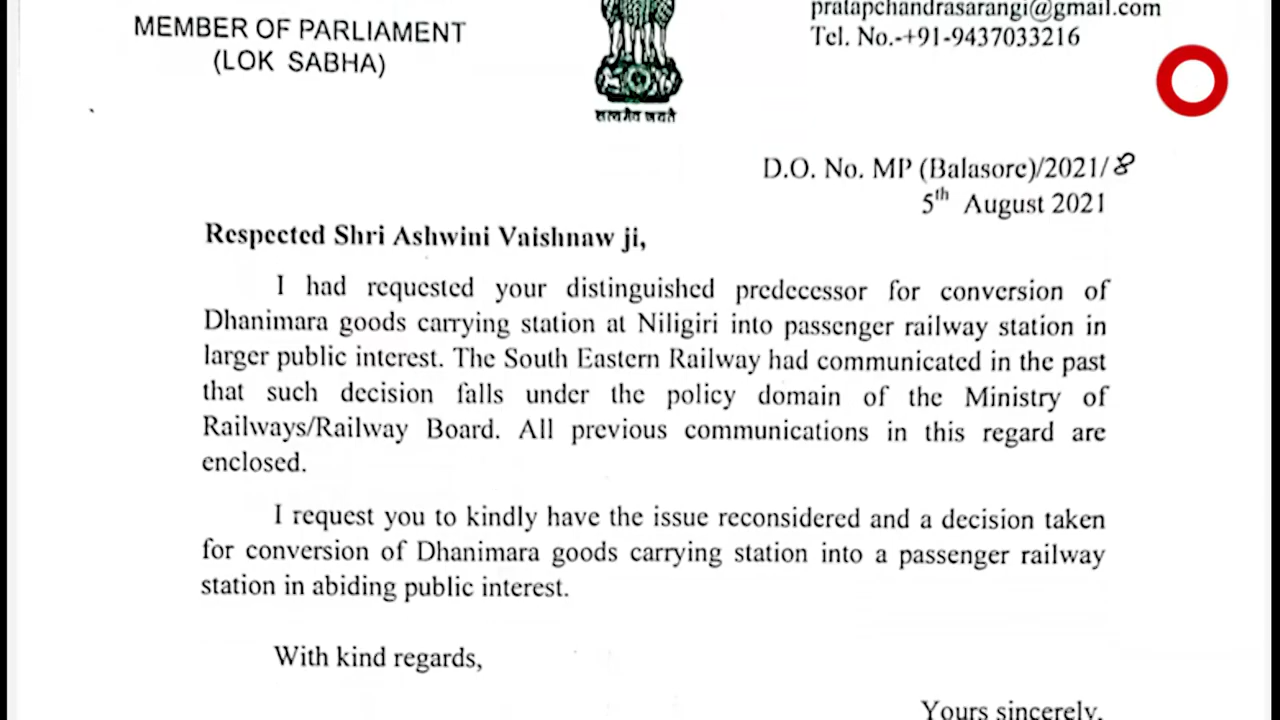 MEMBER OF PARLIAMENT
(LOK SABHA)
सत्यमेव जयते
pratapchandrasarangi@gmail.com
Tel. No.-+91-9437033216
D.O. No. MP (Balasore)/2021/8
5th August 2021
Respected Shri Ashwini Vaishnaw ji,
I had requested your distinguished predecessor for conversion of
Dhanimara goods carrying station at Niligiri into passenger railway station in
larger public interest. The South Eastern Railway had communicated in the past
that such decision falls under the policy domain of the Ministry of
Railways/Railway Board. All previous communications in this regard are
enclosed.
I request you to kindly have the issue reconsidered and a decision taken
for conversion of Dhanimara goods carrying station into a passenger railway
station in abiding public interest.
With kind regards,
Yours sincerely,